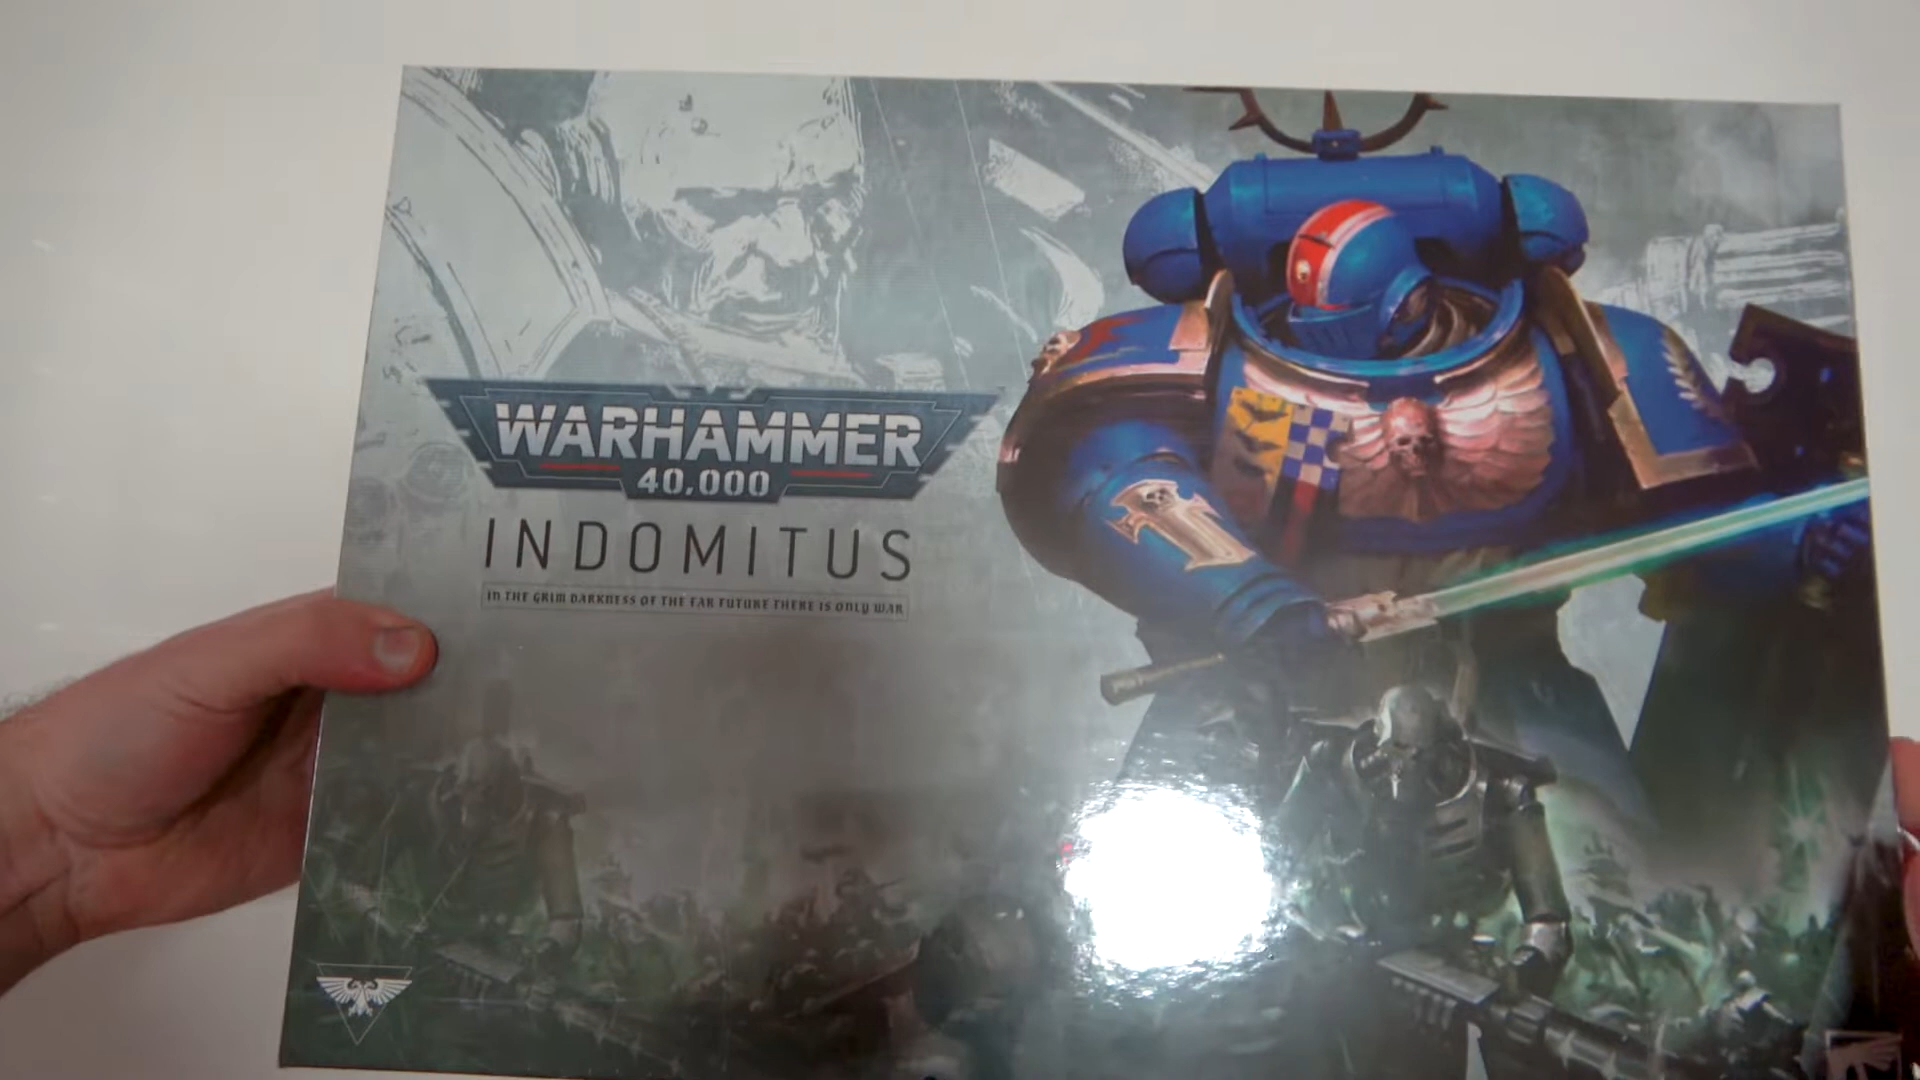 WARHAMMER
40,000
INDOMITUS
IN THE GRIM DARKNESS OF THE FAR FUTURE THERE IS ONLY WAR